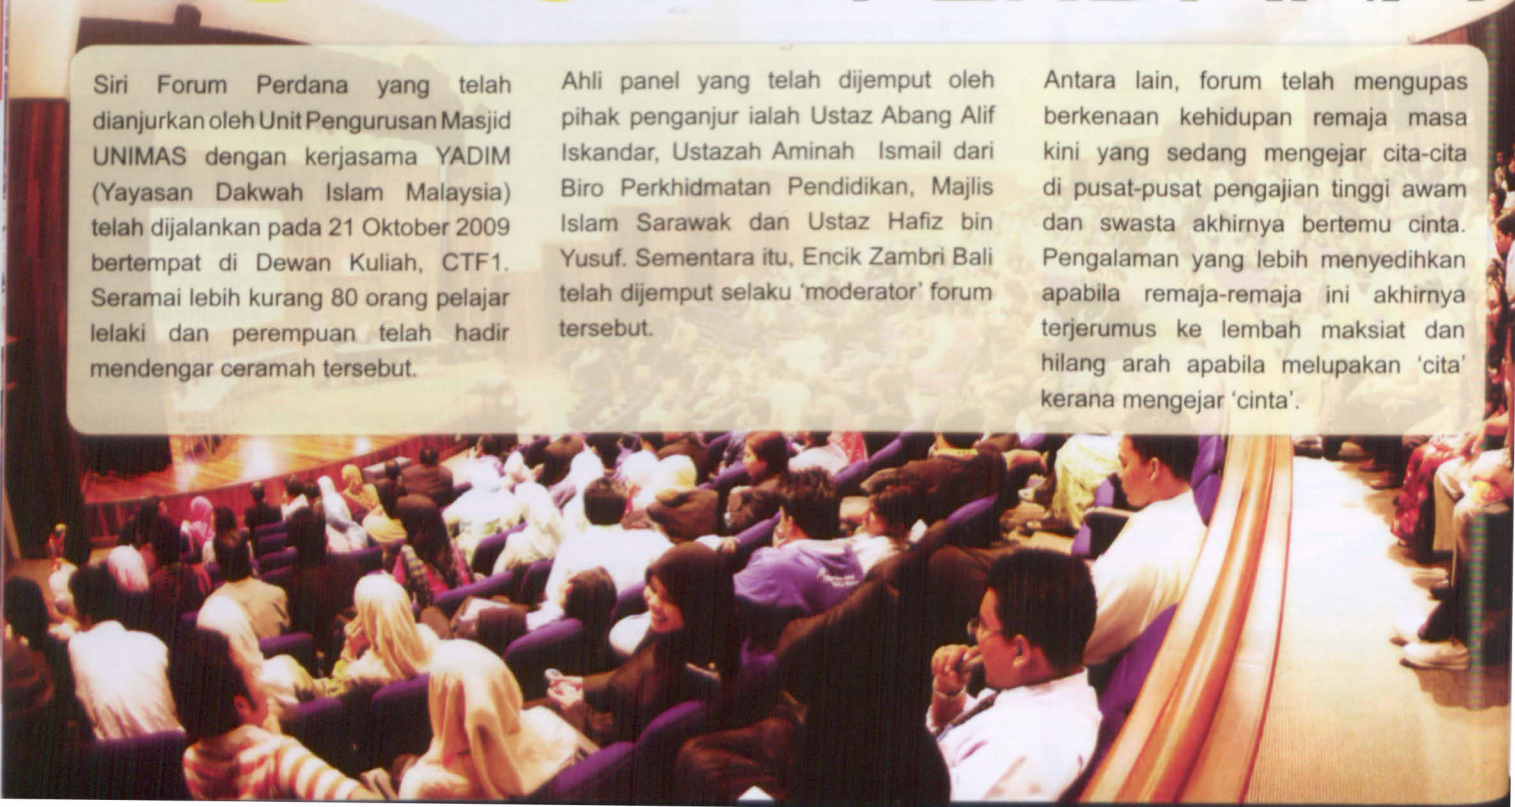 Siri Forum Perdana yang telah
dianjurkan oleh Unit Pengurusan Masjid
UNIMAS dengan kerjasama YADIM
(Yayasan Dakwah Islam Malaysia)
telah dijalankan pada 21 Oktober 2009
bertempat di Dewan Kuliah, CTF1.
Seramai lebih kurang 80 orang pelajar
lelaki dan perempuan telah hadir
mendengar ceramah tersebut.
Ahli panel yang telah dijemput oleh
pihak penganjur ialah Ustaz Abang Alif
Iskandar, Ustazah Aminah Ismail dari
Biro Perkhidmatan Pendidikan, Majlis
Islam Sarawak dan Ustaz Hafiz bin
Yusuf. Sementara itu, Encik Zambri Bali
telah dijemput selaku ‘moderator’ forum
tersebut.
Antara lain, forum telah mengupas
berkenaan kehidupan remaja masa
kini yang sedang mengejar cita-cita
di pusat-pusat pengajian tinggi awam
dan swasta akhirnya bertemu cinta.
Pengalaman yang lebih menyedihkan
apabila remaja-remaja ini akhirnya
terjerumus ke lembah maksiat dan
hilang arah apabila melupakan ‘cita’
kerana mengejar ‘cinta’.